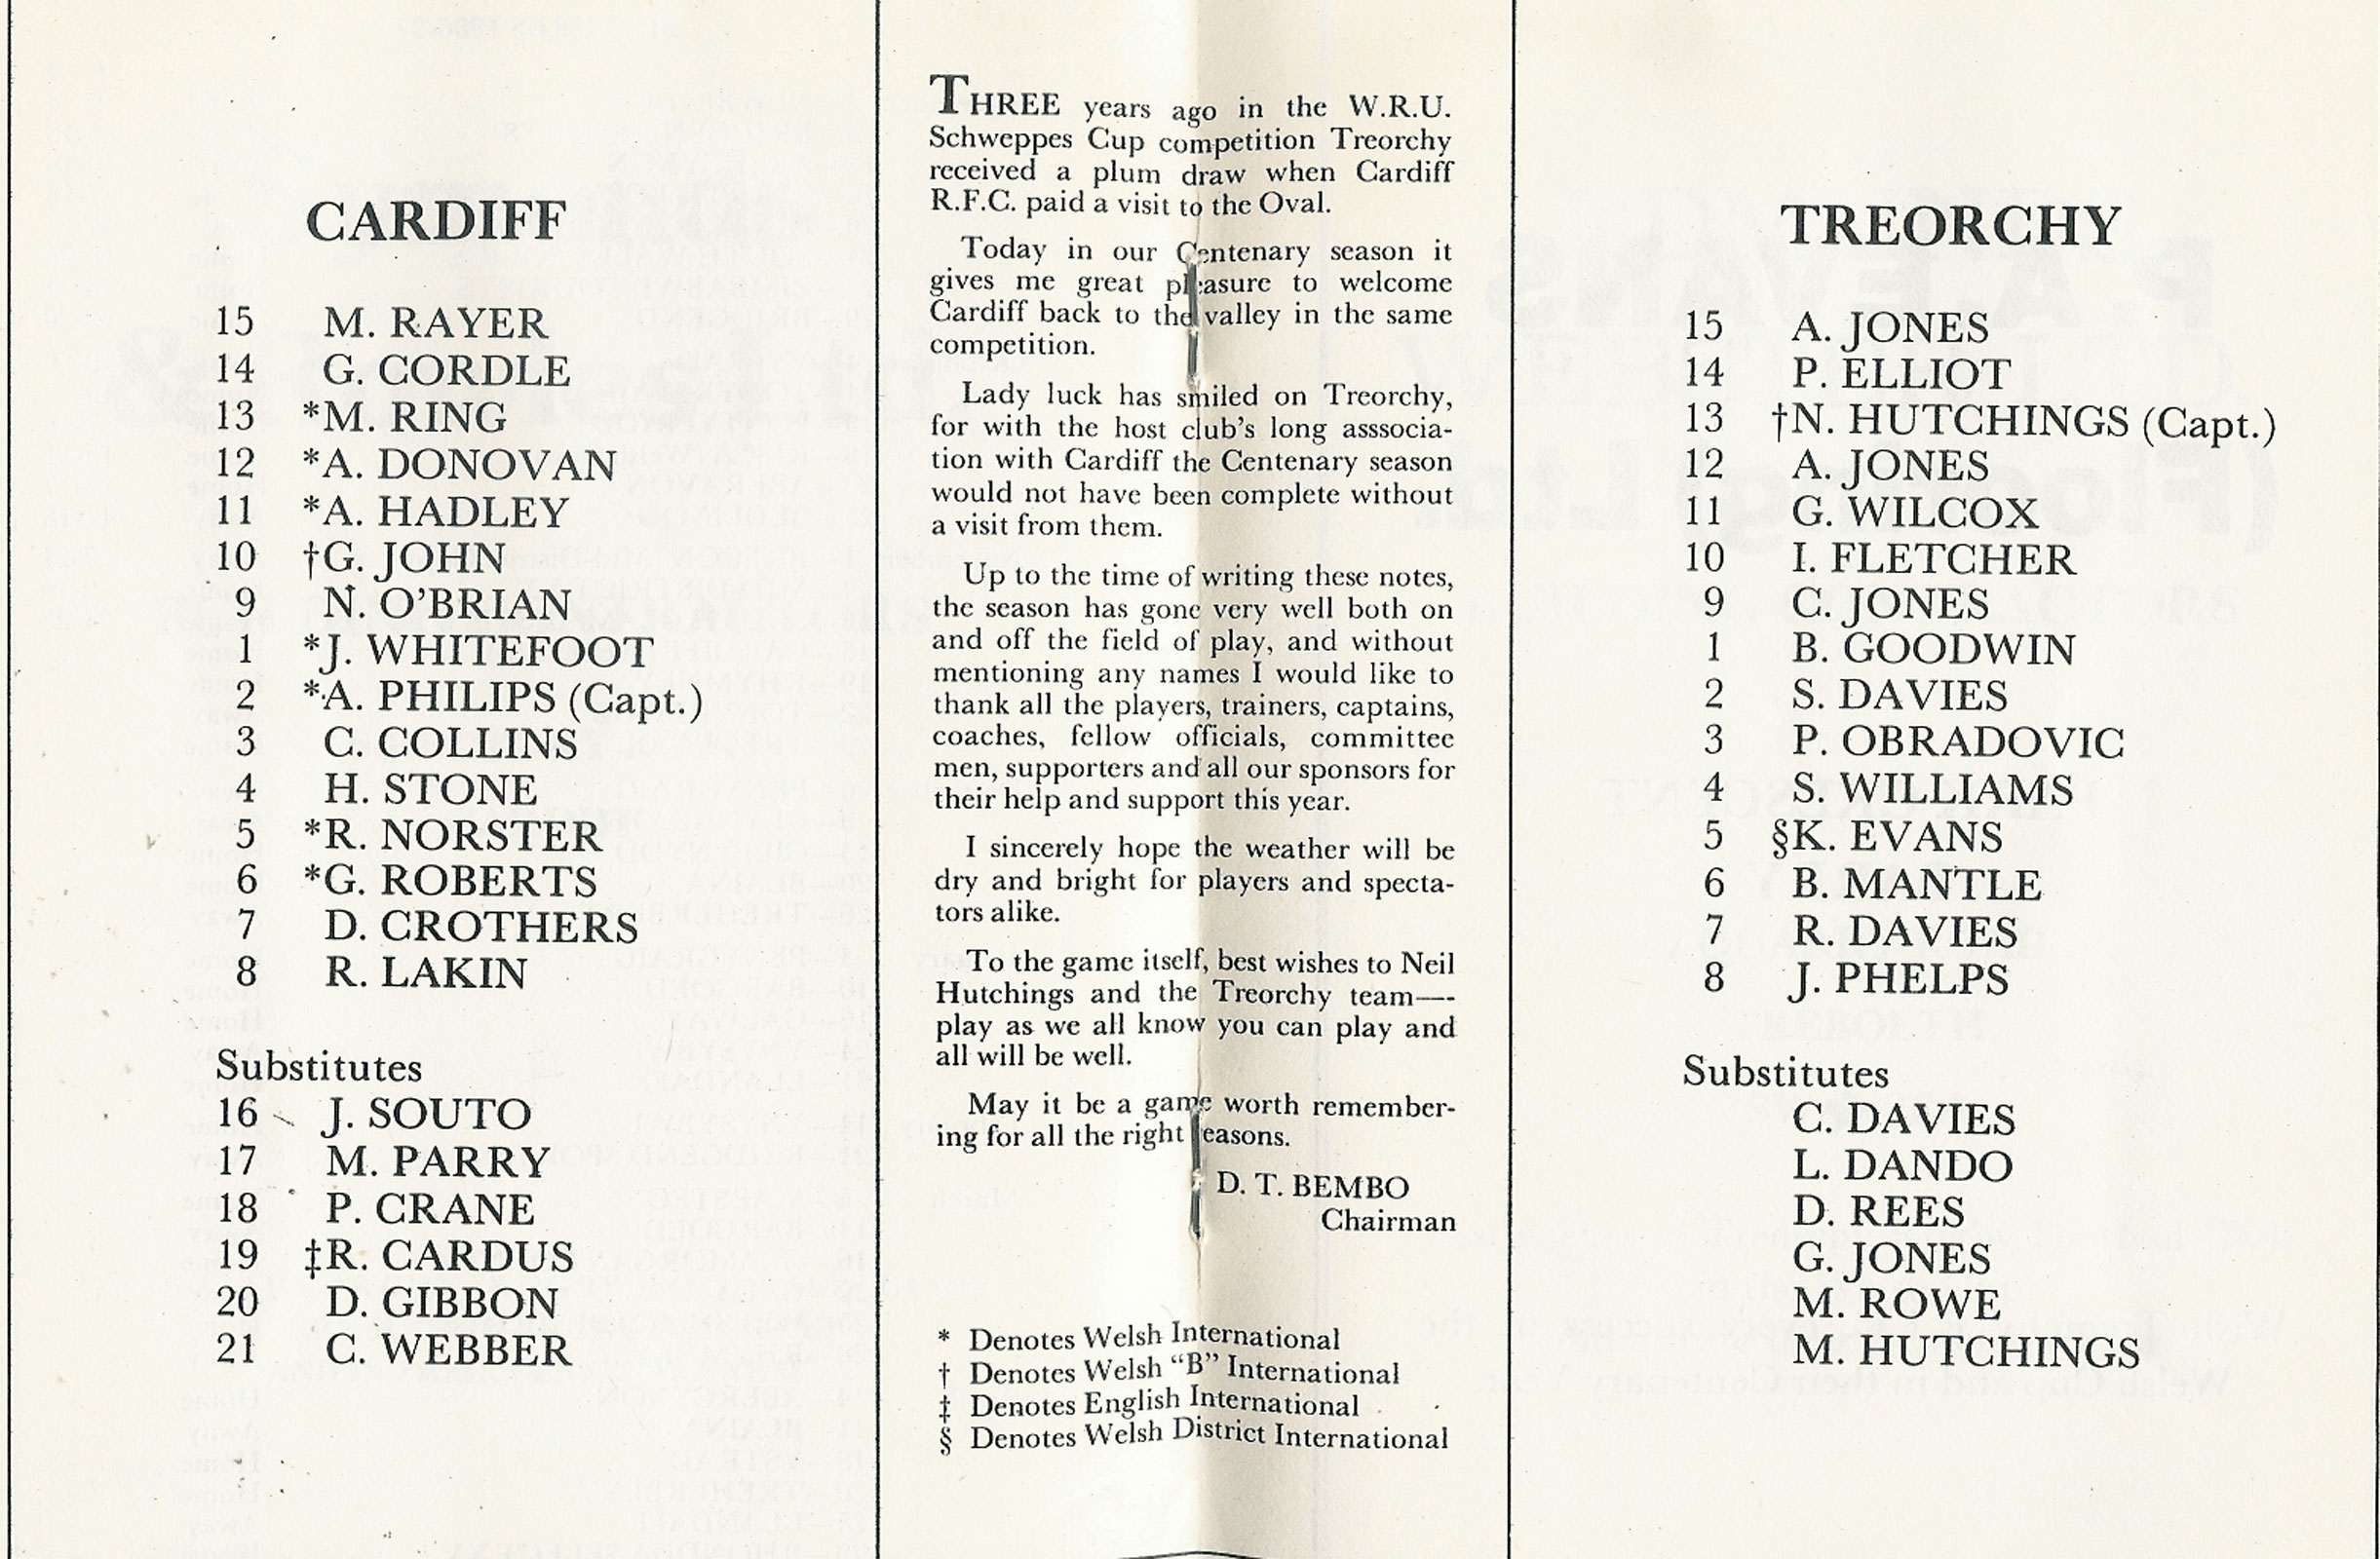 CARDIFF
15 M. RAYER
14 G. CORDLE
13 *M. RING
12 *A. DONOVAN
11 *A. HADLEY
10 †G. JOHN
9 N. O'BRIAN
1 *J. WHITEFOOT
2 *A. PHILIPS (Capt.)
3 C. COLLINS
4 H. STONE
5 *R. NORSTER
6 *G. ROBERTS
7 D. CROTHERS
8 R. LAKIN
Substitutes
16 J. SOUTO
17 M. PARRY
18 P. CRANE
19 ‡R. CARDUS
20 D. GIBBON
21 C. WEBBER
THREE years ago in the W.R.U.
Schweppes Cup competition Treorchy
received a plum draw when Cardiff
R.F.C. paid a visit to the Oval.
Today in our Centenary season it
gives me great pleasure to welcome
Cardiff back to the valley in the same
competition.
Lady luck has smiled on Treorchy,
for with the host club's long asssocia-
tion with Cardiff the Centenary season
would not have been complete without
a visit from them.
Up to the time of writing these notes,
the season has gone very well both on
and off the field of play, and without
mentioning any names I would like to
thank all the players, trainers, captains,
coaches, fellow officials, committee
men, supporters and all our sponsors for
their help and support this year.
I sincerely hope the weather will be
dry and bright for players and specta-
tors alike.
To the game itself, best wishes to Neil
Hutchings and the Treorchy team—-
play as we all know you can play and
all will be well.
May it be a game worth remember-
ing for all the right reasons.
D. T. BEMBO
Chairman
* Denotes Welsh International
† Denotes Welsh "B" International
‡ Denotes English International
§ Denotes Welsh District International
TREORCHY
15 A. JONES
14 P. ELLIOT
13 †N. HUTCHINGS (Capt.)
12 A. JONES
11 G. WILCOX
10 I. FLETCHER
9 C. JONES
1 B. GOODWIN
2 S. DAVIES
3 P. OBRADOVIC
4 S. WILLIAMS
5 §K. EVANS
6 B. MANTLE
7 R. DAVIES
8 J. PHELPS
Substitutes
C. DAVIES
L. DANDO
D. REES
G. JONES
M. ROWE
M. HUTCHINGS